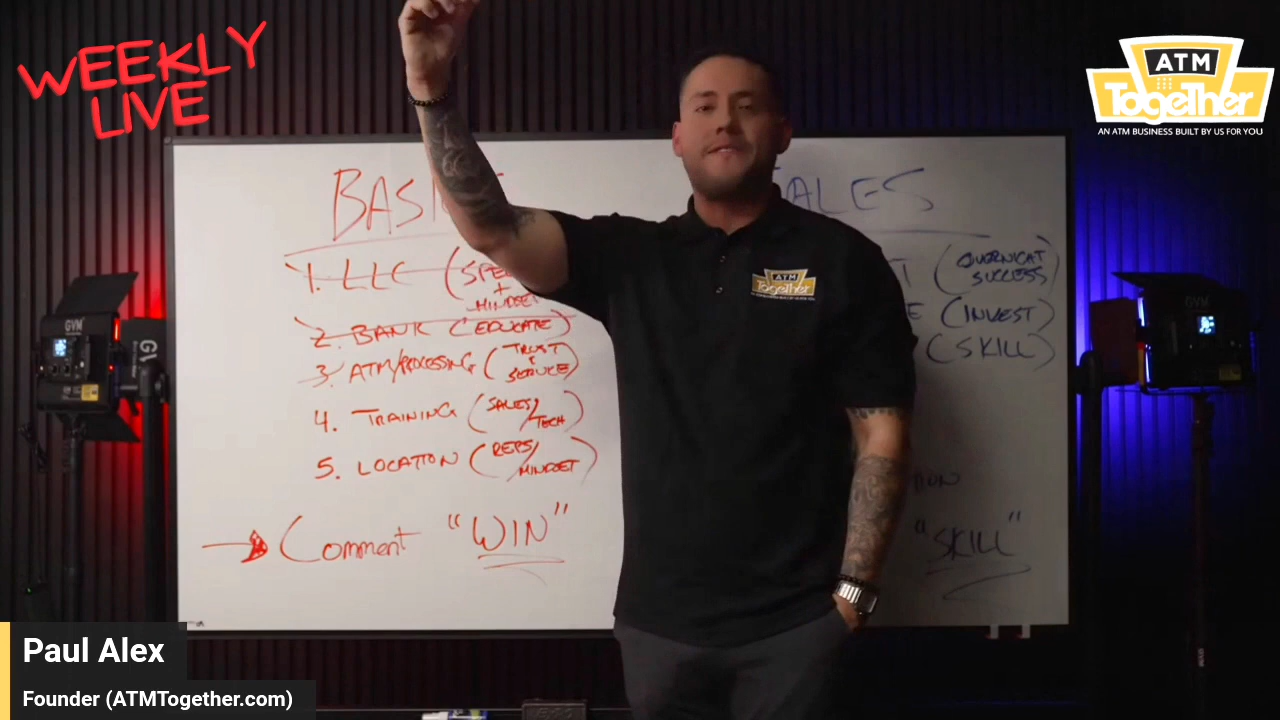 WEEKLY
LIVE
ATM
TogeTher
AN ATM BUSINESS BUILT BY US FOR YOU
BASI
ALES
1. LLC (SPE
+
MINDSET
2. BANK (EDUCATE)
3. ATM/PROCESSING (TRUST
&
SERVICE)
4. TRAINING (SALES/
TECH)
5. LOCATION (REPS/
MINDSET)
Comment "WIN"
(OVERNIGHT
SUCCESS)
E (INVEST)
(SKILL)
"SKILL"
ATM
TogeTher
GVM
GVM
Paul Alex
Founder (ATMTogether.com)